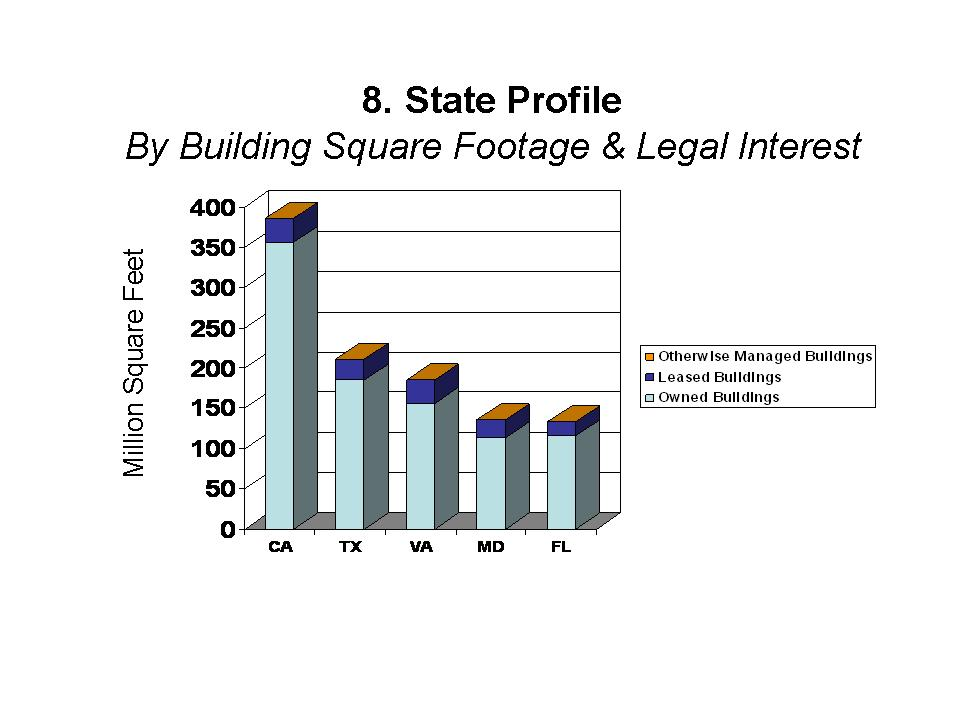 8. State Profile
By Building Square Footage & Legal Interest
Million Square Feet
400
350
300
250
200
150
100
50
0
CA TX VA MD FL
Otherwise Managed Buildings
Leased Buildings
Owned Buildings